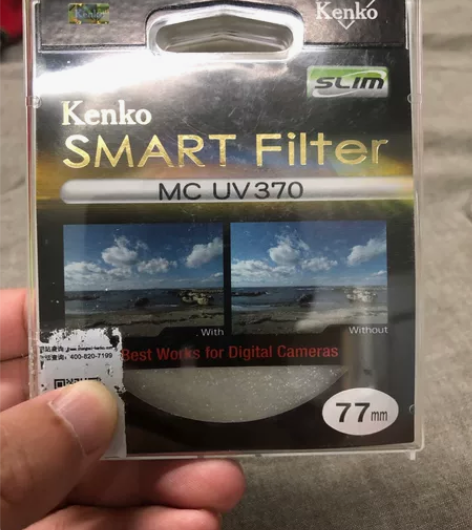 Kenko
SLIM
Kenko
SMART Filter
MC UV370
With
Without
400-820-7199
Best Works for Digital Cameras
77mm